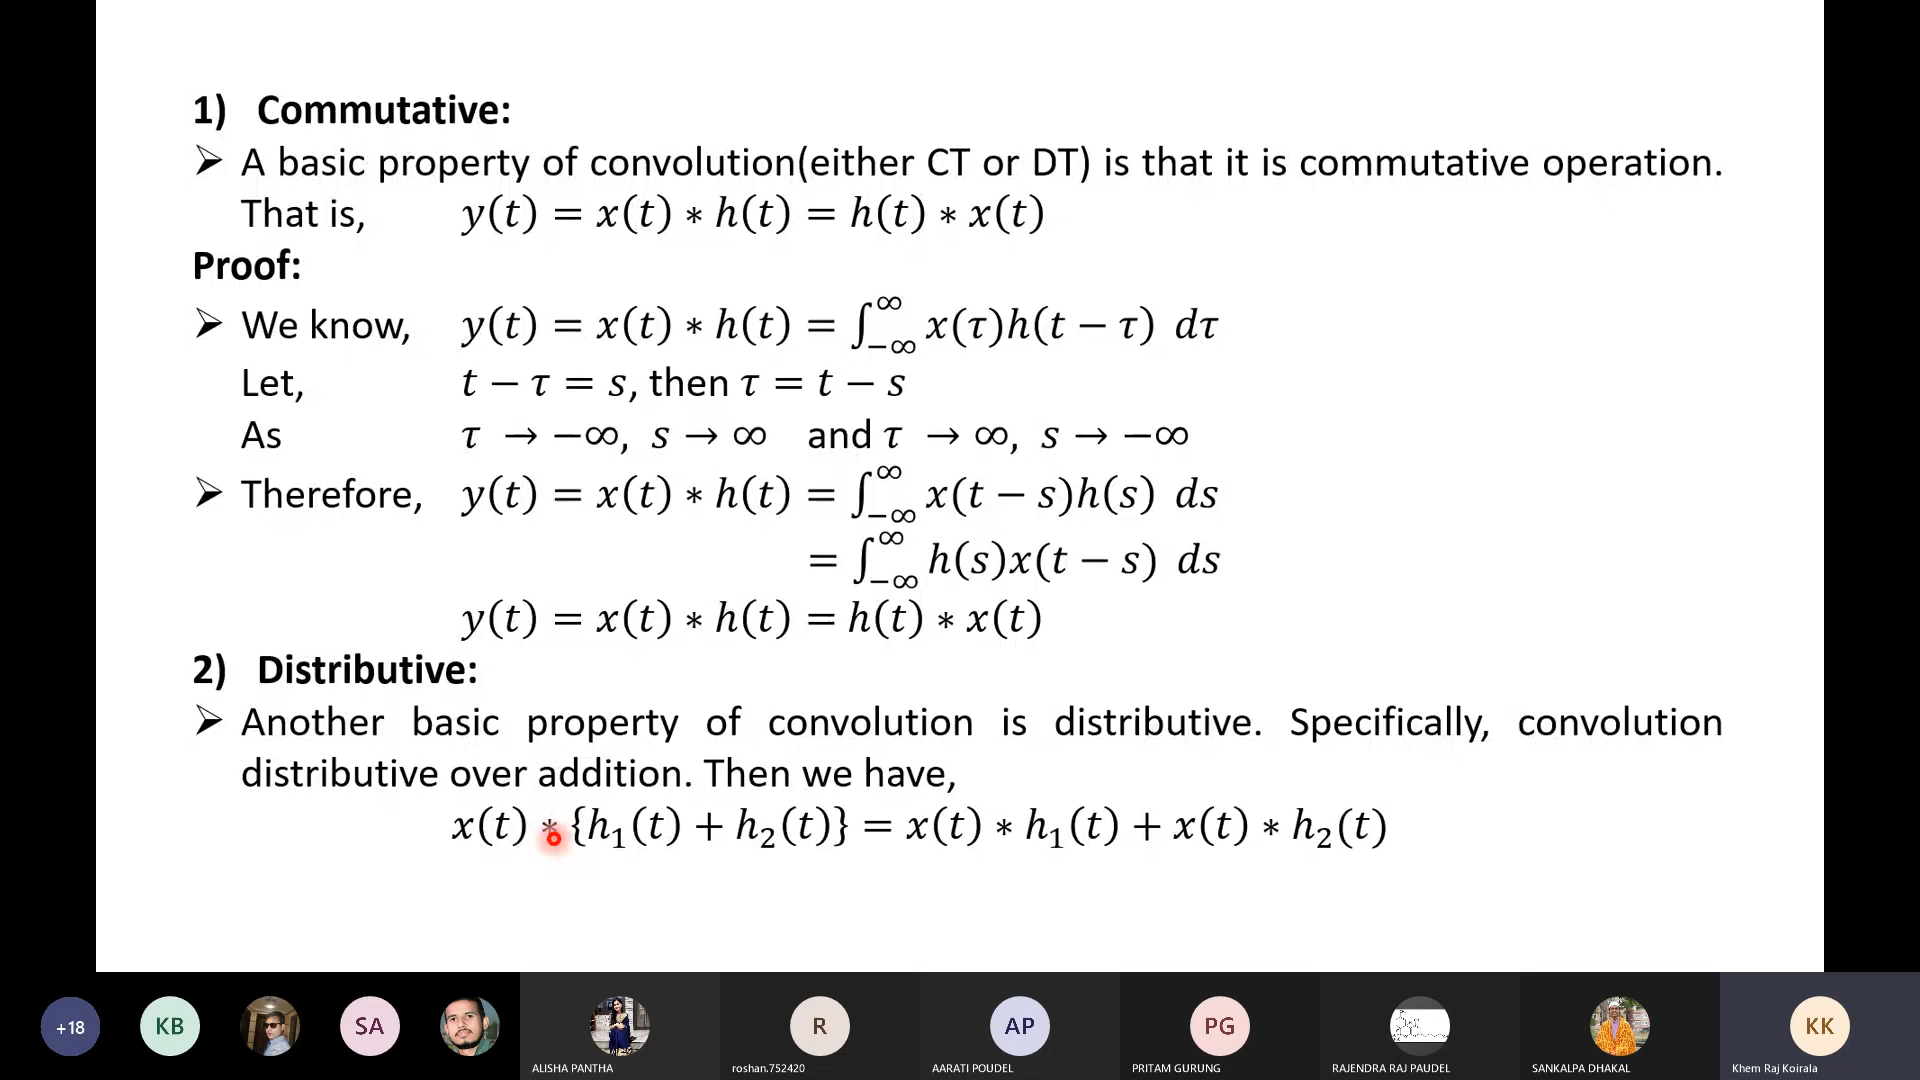 1) Commutative:
➢ A basic property of convolution(either CT or DT) is that it is commutative operation.
That is, y(t) = x(t) ∗ h(t) = h(t) ∗ x(t)
Proof:
➢ We know, y(t) = x(t) ∗ h(t) = ∫_{−∞}^{∞} x(τ)h(t − τ) dτ
Let, t − τ = s, then τ = t − s
As τ → −∞, s → ∞ and τ → ∞, s → −∞
➢ Therefore, y(t) = x(t) ∗ h(t) = ∫_{−∞}^{∞} x(t − s)h(s) ds
= ∫_{−∞}^{∞} h(s)x(t − s) ds
y(t) = x(t) ∗ h(t) = h(t) ∗ x(t)
2) Distributive:
➢ Another basic property of convolution is distributive. Specifically, convolution
distributive over addition. Then we have,
x(t) ∗ {h₁(t) + h₂(t)} = x(t) ∗ h₁(t) + x(t) ∗ h₂(t)
+18 KB SA R AP PG KK
ALISHA PANTHA roshan.752420 AARATI POUDEL PRITAM GURUNG RAJENDRA RAJ PAUDEL SANKALPA DHAKAL Khem Raj Koirala